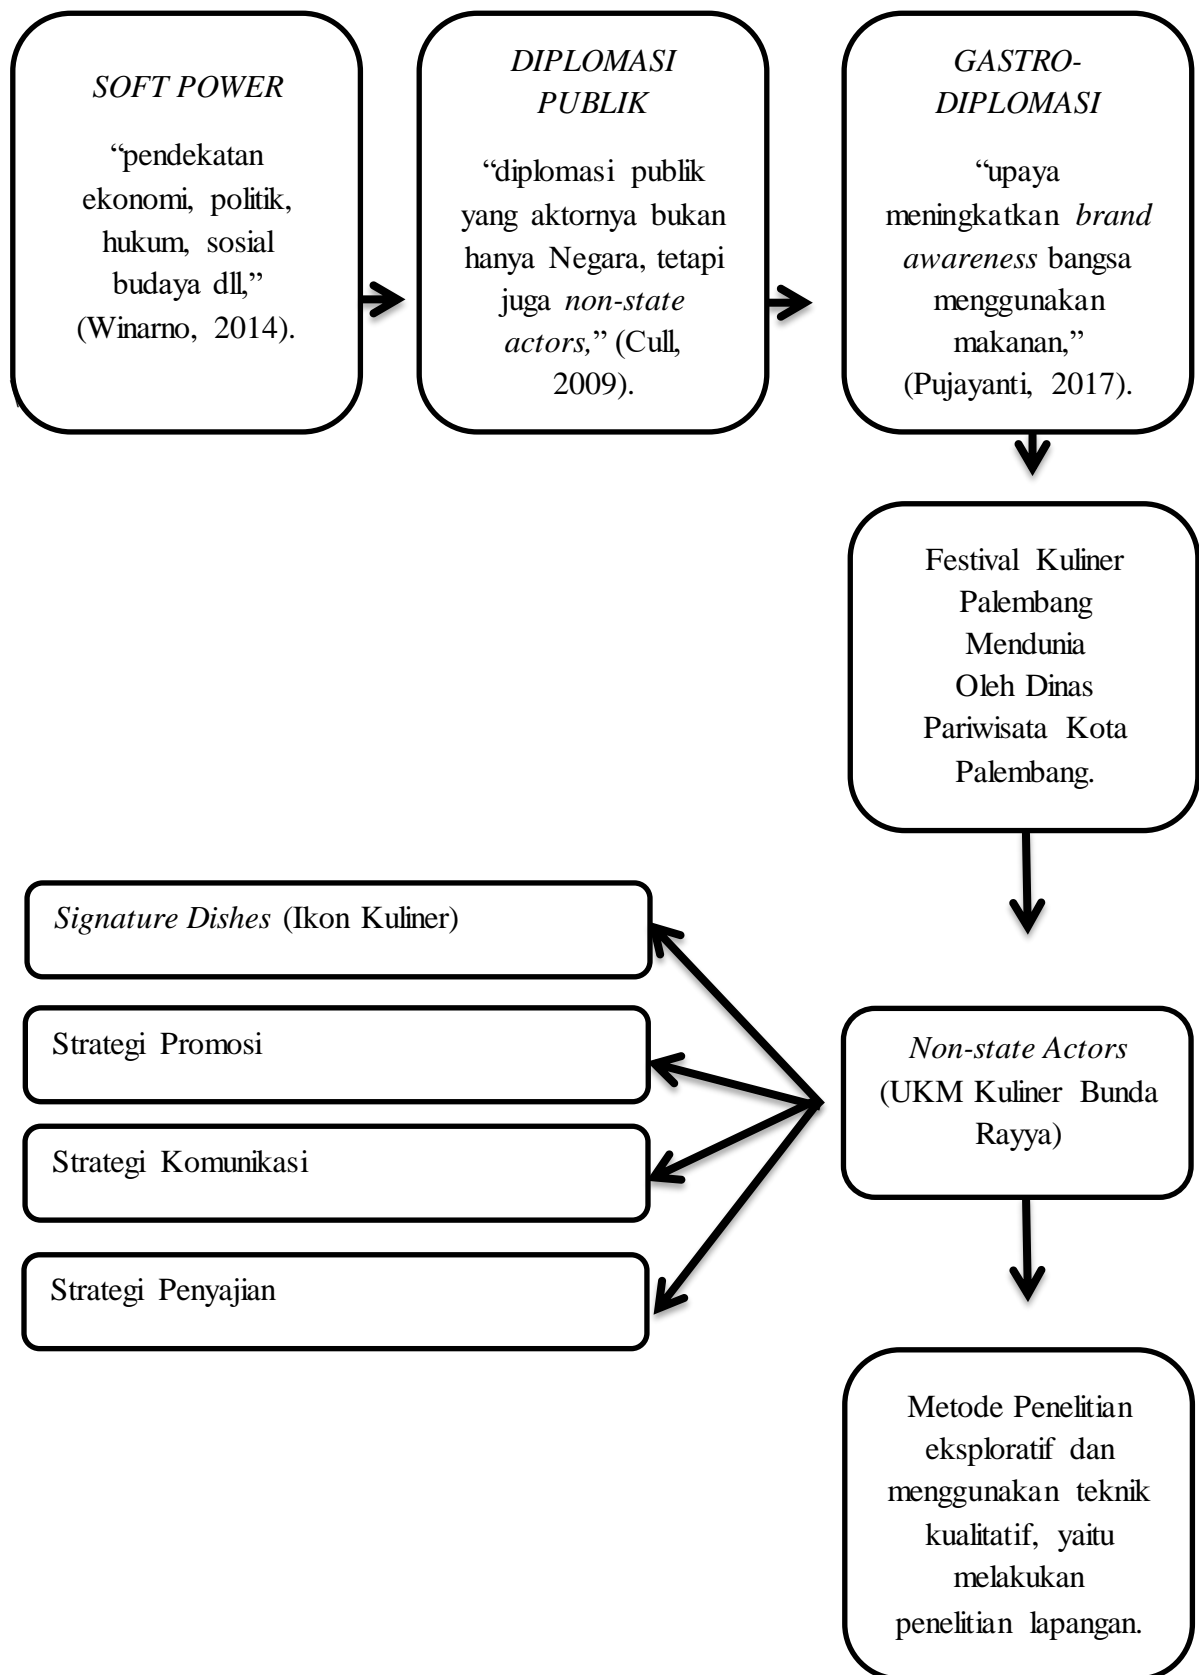 SOFT POWER
“pendekatan
ekonomi, politik,
hukum, sosial
budaya dll,”
(Winarno, 2014).
DIPLOMASI
PUBLIK
“diplomasi publik
yang aktornya bukan
hanya Negara, tetapi
juga non-state
actors,” (Cull,
2009).
GASTRO-
DIPLOMASI
“upaya
meningkatkan brand
awareness bangsa
menggunakan
makanan,”
(Pujayanti, 2017).
Festival Kuliner
Palembang
Mendunia
Oleh Dinas
Pariwisata Kota
Palembang.
Signature Dishes (Ikon Kuliner)
Strategi Promosi
Strategi Komunikasi
Strategi Penyajian
Non-state Actors
(UKM Kuliner Bunda
Rayya)
Metode Penelitian
eksploratif dan
menggunakan teknik
kualitatif, yaitu
melakukan
penelitian lapangan.